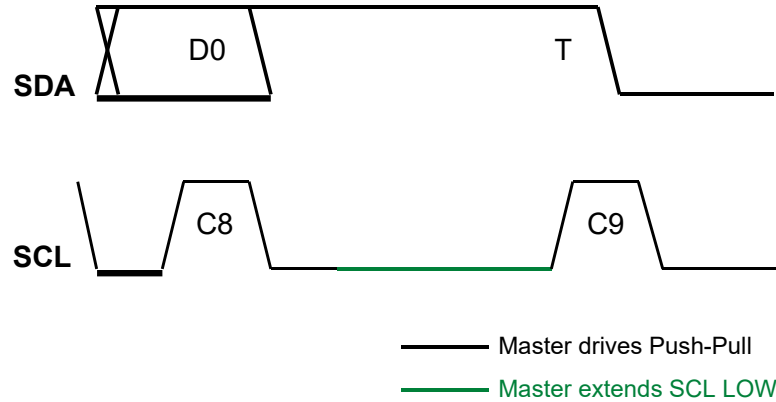 D0
T
SDA
C8
C9
SCL
Master drives Push-Pull
Master extends SCL LOW